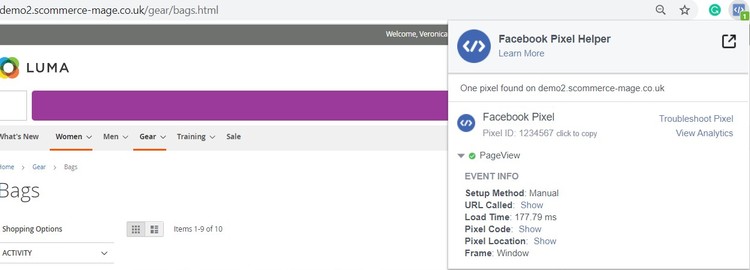 demo2.scommerce-mage.co.uk/gear/bags.html
1
Welcome, Veronica
LUMA
What's New Women Men Gear Training Sale
Home > Gear > Bags
Bags
Shopping Options
Items 1-9 of 10
ACTIVITY
Facebook Pixel Helper
Learn More
One pixel found on demo2.scommerce-mage.co.uk
Facebook Pixel
Troubleshoot Pixel
Pixel ID: 1234567 click to copy
View Analytics
PageView
EVENT INFO
Setup Method: Manual
URL Called: Show
Load Time: 177.79 ms
Pixel Code: Show
Pixel Location: Show
Frame: Window